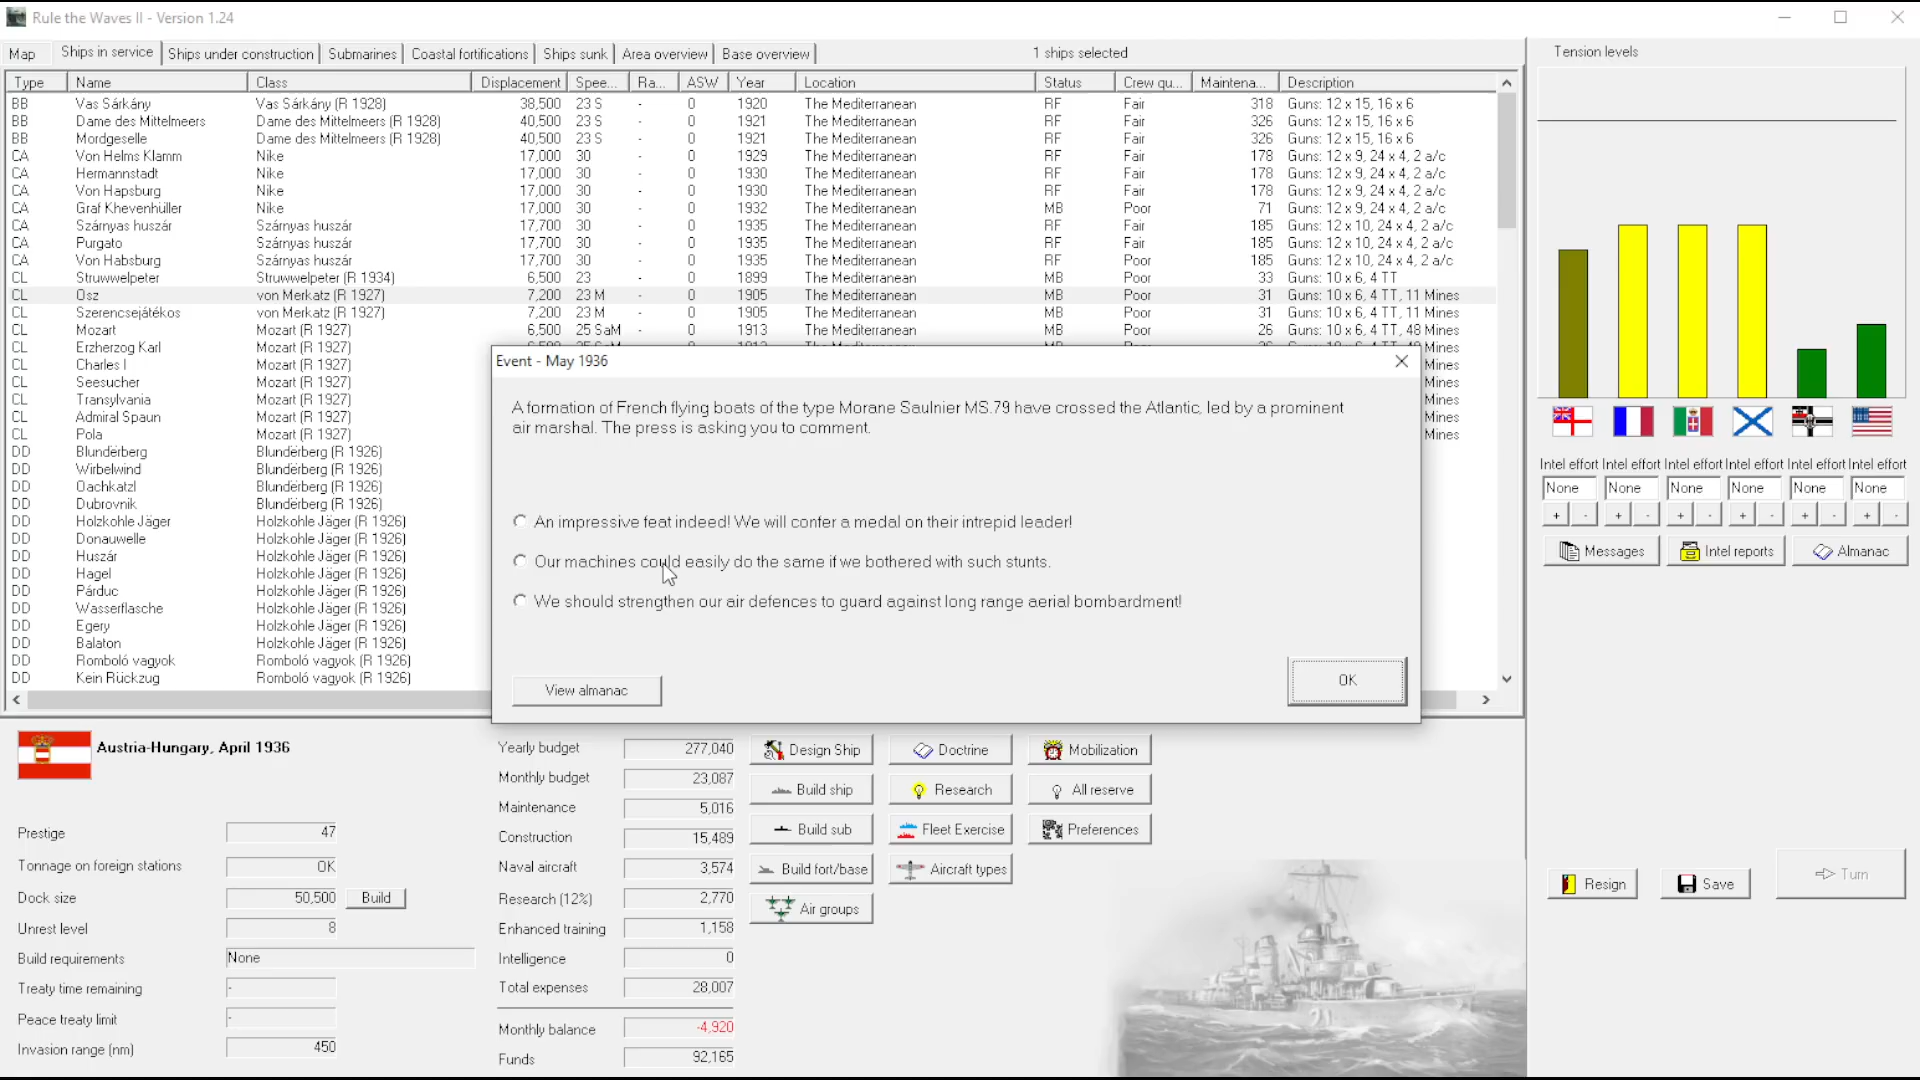 Rule the Waves II - Version 1.24
Map Ships in service Ships under construction Submarines Coastal fortifications Ships sunk Area overview Base overview 1 ships selected
Type Name Class Displacement Spee... Ra... ASW Year Location Status Crew qu... Maintena... Description
BB Vas Sárkány Vas Sárkány (R 1928) 38,500 23 S - 0 1920 The Mediterranean RF Fair 318 Guns: 12 x 15, 16 x 6
BB Dame des Mittelmeers Dame des Mittelmeers (R 1928) 40,500 23 S - 0 1921 The Mediterranean RF Fair 326 Guns: 12 x 15, 16 x 6
BB Mordgeselle Dame des Mittelmeers (R 1928) 40,500 23 S - 0 1921 The Mediterranean RF Fair 326 Guns: 12 x 15, 16 x 6
CA Von Helms Klamm Nike 17,000 30 - 0 1929 The Mediterranean RF Fair 178 Guns: 12 x 9, 24 x 4, 2 a/c
CA Hermannstadt Nike 17,000 30 - 0 1930 The Mediterranean RF Fair 178 Guns: 12 x 9, 24 x 4, 2 a/c
CA Von Hapsburg Nike 17,000 30 - 0 1930 The Mediterranean RF Fair 178 Guns: 12 x 9, 24 x 4, 2 a/c
CA Graf Khevenhüller Nike 17,000 30 - 0 1932 The Mediterranean MB Poor 71 Guns: 12 x 9, 24 x 4, 2 a/c
CA Szárnyas huszár Szárnyas huszár 17,700 30 - 0 1935 The Mediterranean RF Fair 185 Guns: 12 x 10, 24 x 4, 2 a/c
CA Purgato Szárnyas huszár 17,700 30 - 0 1935 The Mediterranean RF Fair 185 Guns: 12 x 10, 24 x 4, 2 a/c
CA Von Habsburg Szárnyas huszár 17,700 30 - 0 1935 The Mediterranean RF Poor 185 Guns: 12 x 10, 24 x 4, 2 a/c
CL Struwwelpeter Struwwelpeter (R 1934) 6,500 23 - 0 1899 The Mediterranean MB Poor 33 Guns: 10 x 6, 4 TT
CL Osz von Merkatz (R 1927) 7,200 23 M - 0 1905 The Mediterranean MB Poor 31 Guns: 10 x 6, 4 TT, 11 Mines
CL Szerencsejátékos von Merkatz (R 1927) 7,200 23 M - 0 1905 The Mediterranean MB Poor 31 Guns: 10 x 6, 4 TT, 11 Mines
CL Mozart Mozart (R 1927) 6,500 25 SaM - 0 1913 The Mediterranean MB Poor 26 Guns: 10 x 6, 4 TT, 48 Mines
CL Erzherzog Karl Mozart (R 1927) Mines
CL Charles I Mozart (R 1927) Mines
CL Seesucher Mozart (R 1927) Mines
CL Transylvania Mozart (R 1927) Mines
CL Admiral Spaun Mozart (R 1927) Mines
CL Pola Mozart (R 1927) Mines
DD Blunderberg Blundërberg (R 1926)
DD Wirbelwind Blundërberg (R 1926)
DD Oachkatzl Blundërberg (R 1926)
DD Dubrovnik Blundërberg (R 1926)
DD Holzkohle Jäger Holzkohle Jäger (R 1926)
DD Donauwelle Holzkohle Jäger (R 1926)
DD Huszár Holzkohle Jäger (R 1926)
DD Hagel Holzkohle Jäger (R 1926)
DD Párduc Holzkohle Jäger (R 1926)
DD Wasserflasche Holzkohle Jäger (R 1926)
DD Egery Holzkohle Jäger (R 1926)
DD Balaton Holzkohle Jäger (R 1926)
DD Romboló vagyok Romboló vagyok (R 1926)
DD Kein Rückzug Romboló vagyok (R 1926)
Event - May 1936
A formation of French flying boats of the type Morane Saulnier MS.79 have crossed the Atlantic, led by a prominent
air marshal. The press is asking you to comment.
An impressive feat indeed! We will confer a medal on their intrepid leader!
Our machines could easily do the same if we bothered with such stunts.
We should strengthen our air defences to guard against long range aerial bombardment!
View almanac OK
Tension levels
Intel effort Intel effort Intel effort Intel effort Intel effort Intel effort
None None None None None None
+ - + - + - + - + - + -
Messages Intel reports Almanac
Austria-Hungary, April 1936
Prestige 47
Tonnage on foreign stations OK
Dock size 50,500 Build
Unrest level 8
Build requirements None
Treaty time remaining -
Peace treaty limit -
Invasion range (nm) 450
Yearly budget 277,040
Monthly budget 23,087
Maintenance 5,016
Construction 15,489
Naval aircraft 3,574
Research (12%) 2,770
Enhanced training 1,158
Intelligence 0
Total expenses 28,007
Monthly balance -4,920
Funds 92,165
Design Ship Doctrine Mobilization
Build ship Research All reserve
Build sub Fleet Exercise Preferences
Build fort/base Aircraft types
Air groups
Resign Save Turn